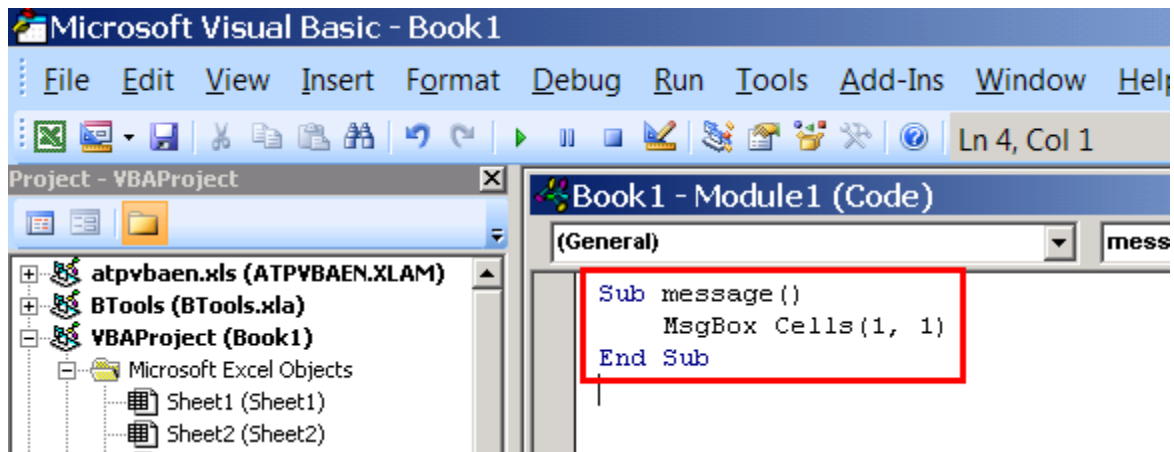 Microsoft Visual Basic - Book1
File Edit View Insert Format Debug Run Tools Add-Ins Window Help
Ln 4, Col 1
Project - VBAProject
Book1 - Module1 (Code)
(General)
mess
atpvbaen.xls (ATPVBAEN.XLAM)
BTools (BTools.xla)
VBAProject (Book1)
Microsoft Excel Objects
Sheet1 (Sheet1)
Sheet2 (Sheet2)
Sub message()
MsgBox Cells(1, 1)
End Sub